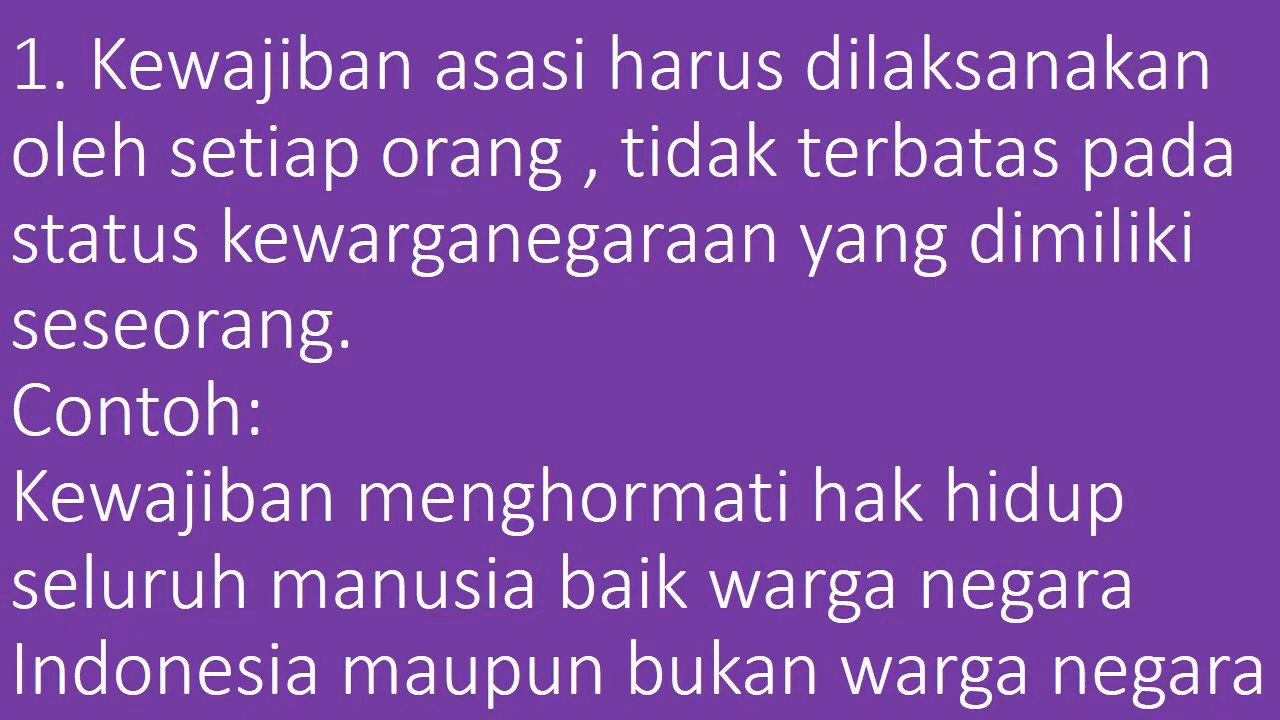 1. Kewajiban asasi harus dilaksanakan
oleh setiap orang , tidak terbatas pada
status kewarganegaraan yang dimiliki
seseorang.
Contoh:
Kewajiban menghormati hak hidup
seluruh manusia baik warga negara
Indonesia maupun bukan warga negara